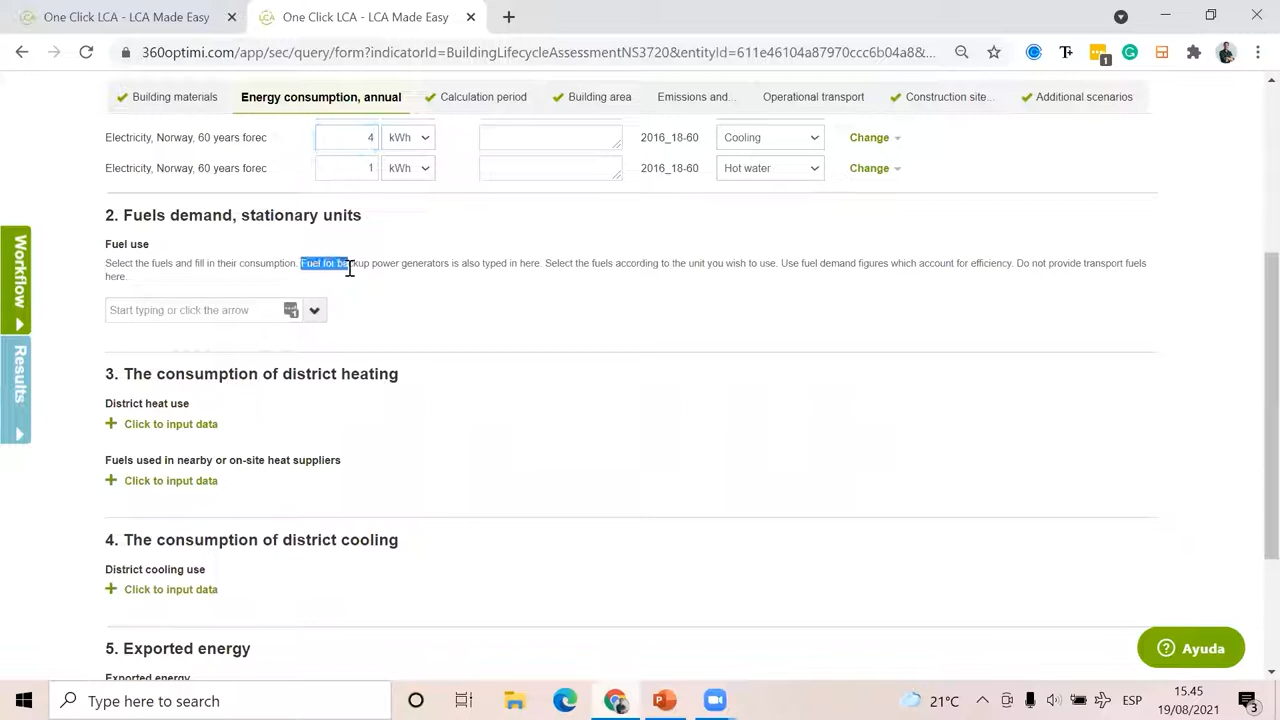 One Click LCA - LCA Made Easy
One Click LCA - LCA Made Easy
360optimi.com/app/sec/query/form?indicatorId=BuildingLifecycleAssessmentNS3720&entityId=611e46104a87970ccc6b04a8&...
1
Building materials
Energy consumption, annual
Calculation period
Building area
Emissions and...
Operational transport
Construction site...
Additional scenarios
Electricity, Norway, 60 years forec 4 kWh 2016_18-60 Cooling Change
Electricity, Norway, 60 years forec 1 kWh 2016_18-60 Hot water Change
2. Fuels demand, stationary units
Fuel use
Select the fuels and fill in their consumption. Fuel for backup power generators is also typed in here. Select the fuels according to the unit you wish to use. Use fuel demand figures which account for efficiency. Do not provide transport fuels
here.
Start typing or click the arrow
3. The consumption of district heating
District heat use
Click to input data
Fuels used in nearby or on-site heat suppliers
Click to input data
4. The consumption of district cooling
District cooling use
Click to input data
5. Exported energy
Exported energy
Workflow
Results
Ayuda
Type here to search
21°C
ESP
15.45
19/08/2021
3